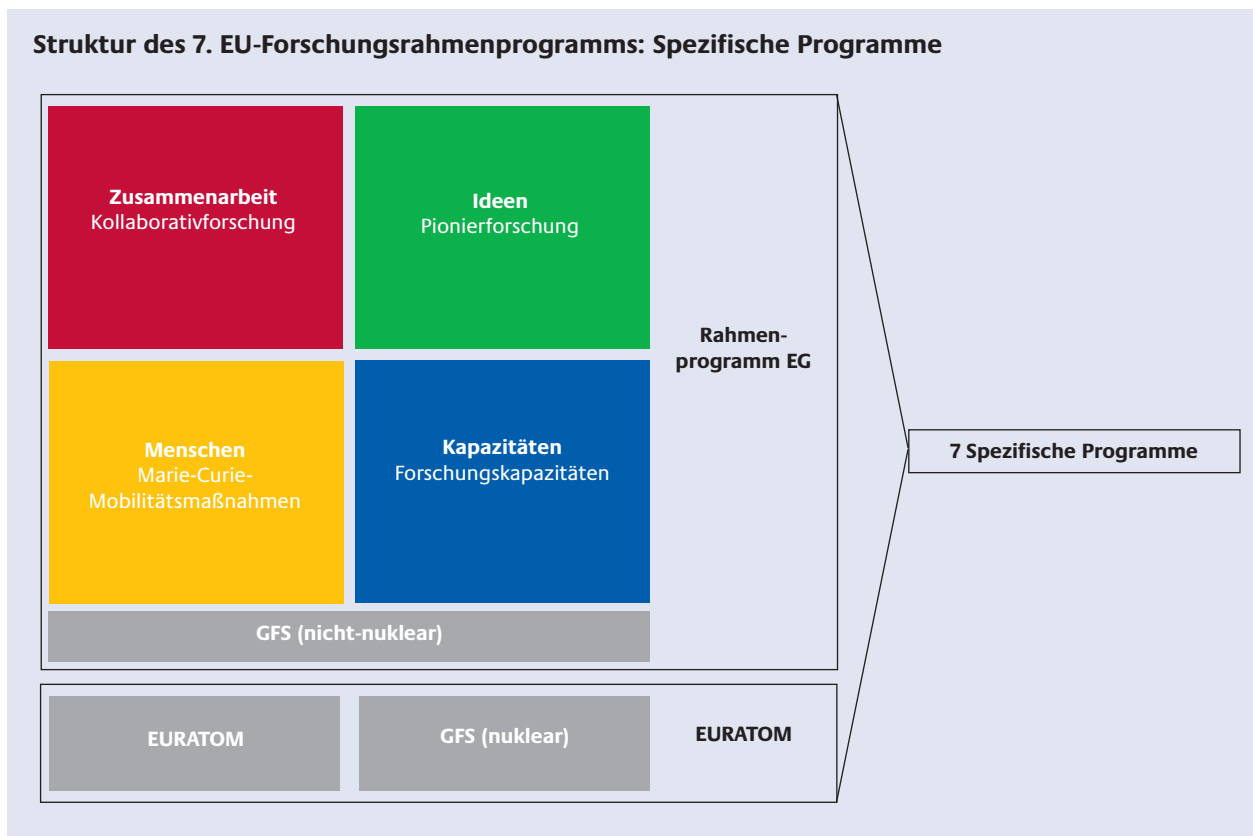 Struktur des 7. EU-Forschungsrahmenprogramms: Spezifische Programme
Zusammenarbeit
Kollaborativforschung
Ideen
Pionierforschung
Menschen
Marie-Curie-
Mobilitätsmaßnahmen
Kapazitäten
Forschungskapazitäten
Rahmen-
programm EG
GFS (nicht-nuklear)
EURATOM
GFS (nuklear)
EURATOM
7 Spezifische Programme